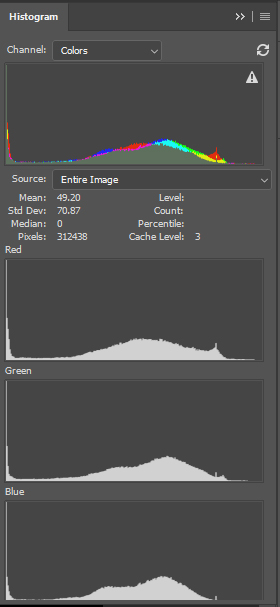 Histogram
Channel: Colors
Source: Entire Image
Mean: 49.20 Level:
Std Dev: 70.87 Count:
Median: 0 Percentile:
Pixels: 312438 Cache Level: 3
Red
Green
Blue